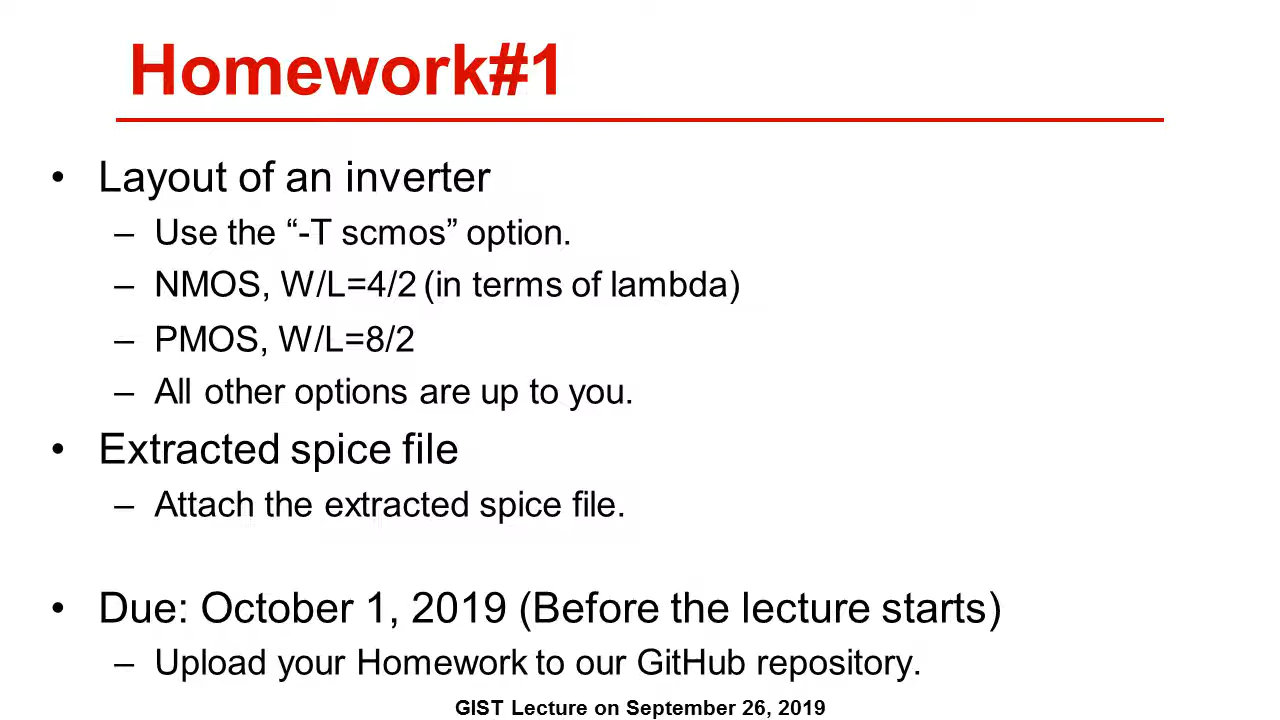 Homework#1
• Layout of an inverter
– Use the “-T scmos” option.
– NMOS, W/L=4/2 (in terms of lambda)
– PMOS, W/L=8/2
– All other options are up to you.
• Extracted spice file
– Attach the extracted spice file.
• Due: October 1, 2019 (Before the lecture starts)
– Upload your Homework to our GitHub repository.
GIST Lecture on September 26, 2019